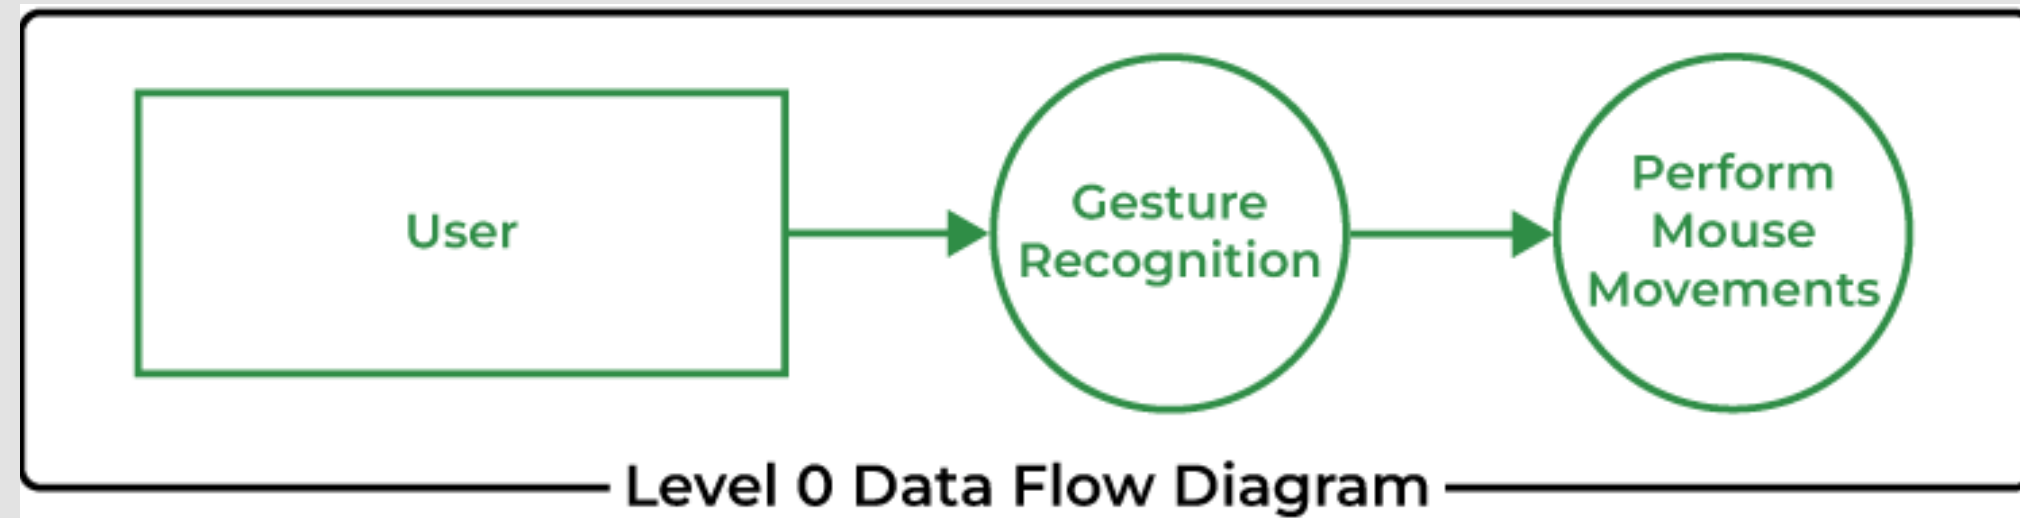 User
Gesture
Recognition
Perform
Mouse
Movements
Level 0 Data Flow Diagram